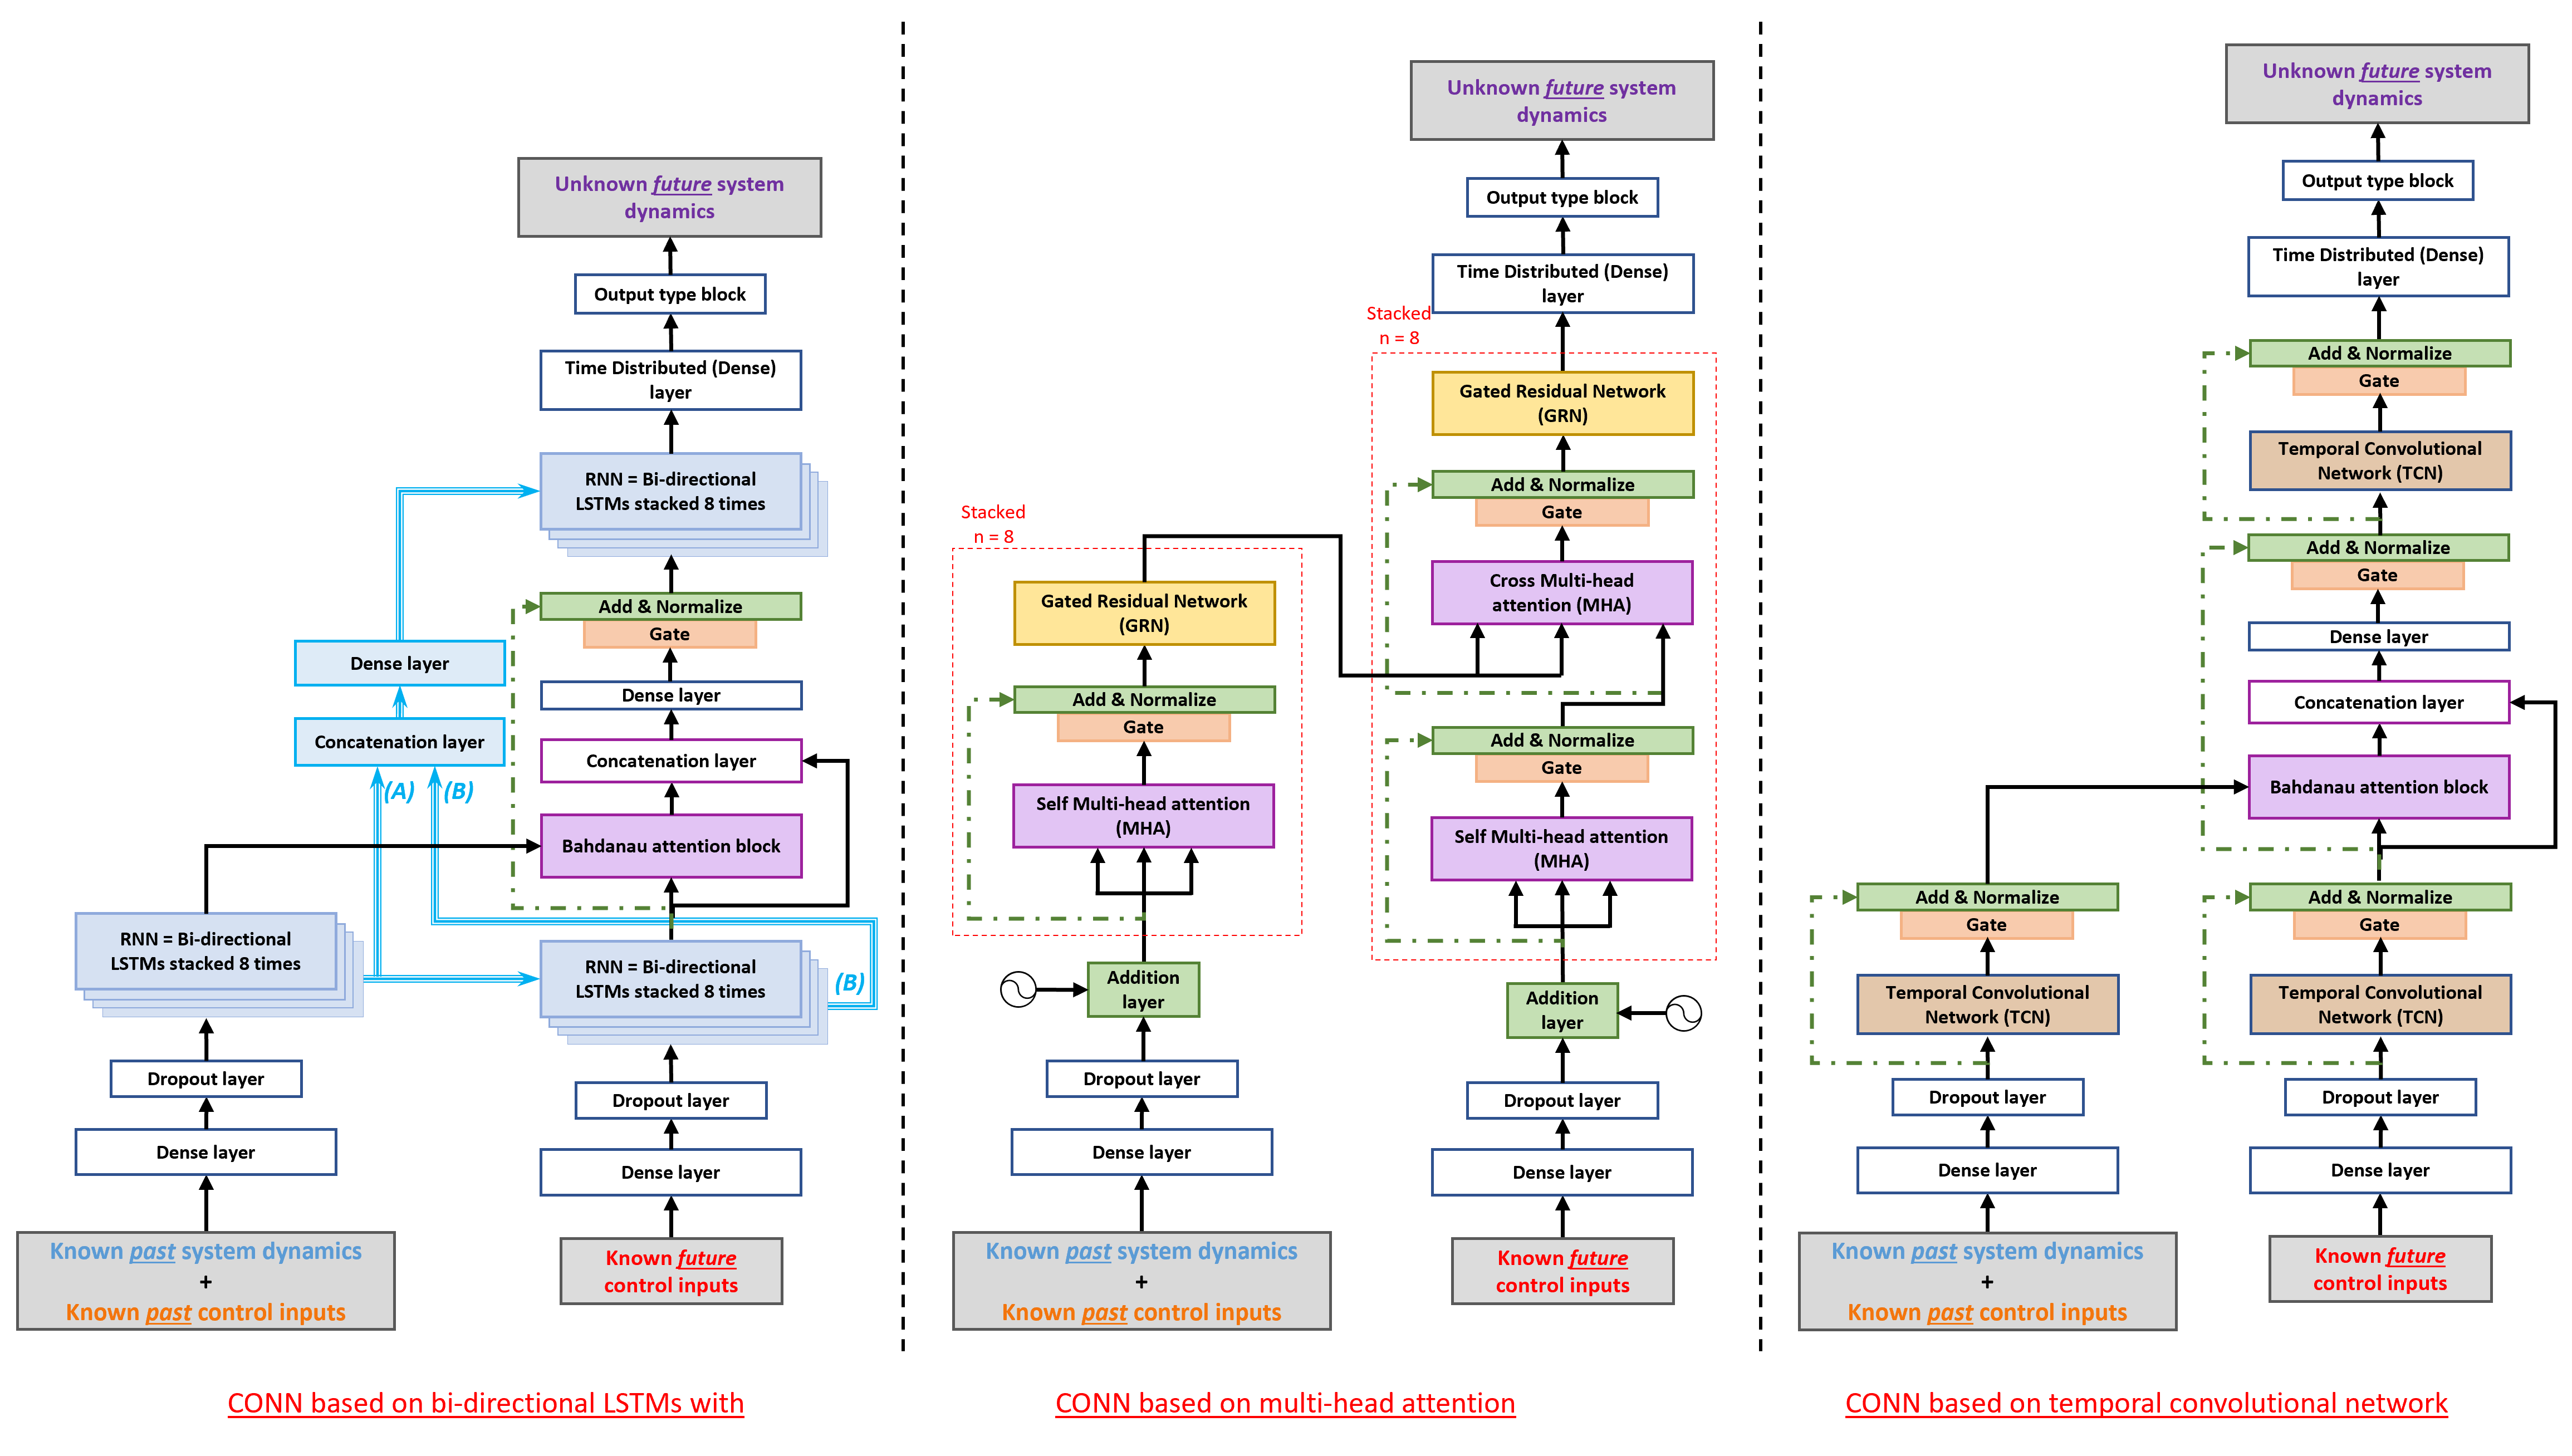 Unknown future system
dynamics
Output type block
Time Distributed (Dense)
layer
RNN = Bi-directional
LSTMs stacked 8 times
Add & Normalize
Gate
Dense layer
Dense layer
Concatenation layer
Concatenation layer
(A)
(B)
Bahdanau attention block
RNN = Bi-directional
LSTMs stacked 8 times
RNN = Bi-directional
LSTMs stacked 8 times
(B)
Dropout layer
Dropout layer
Dense layer
Dense layer
Known past system dynamics
+
Known past control inputs
Known future
control inputs
CONN based on bi-directional LSTMs with
Unknown future system
dynamics
Output type block
Time Distributed (Dense)
layer
Stacked
n = 8
Gated Residual Network
(GRN)
Add & Normalize
Gate
Cross Multi-head
attention (MHA)
Add & Normalize
Gate
Self Multi-head attention
(MHA)
Addition
layer
Dropout layer
Dense layer
Known future
control inputs
Stacked
n = 8
Gated Residual Network
(GRN)
Add & Normalize
Gate
Self Multi-head attention
(MHA)
Addition
layer
Dropout layer
Dense layer
Known past system dynamics
+
Known past control inputs
CONN based on multi-head attention
Unknown future system
dynamics
Output type block
Time Distributed (Dense)
layer
Add & Normalize
Gate
Temporal Convolutional
Network (TCN)
Add & Normalize
Gate
Dense layer
Concatenation layer
Bahdanau attention block
Add & Normalize
Gate
Temporal Convolutional
Network (TCN)
Dropout layer
Dense layer
Known future
control inputs
Add & Normalize
Gate
Temporal Convolutional
Network (TCN)
Dropout layer
Dense layer
Known past system dynamics
+
Known past control inputs
CONN based on temporal convolutional network